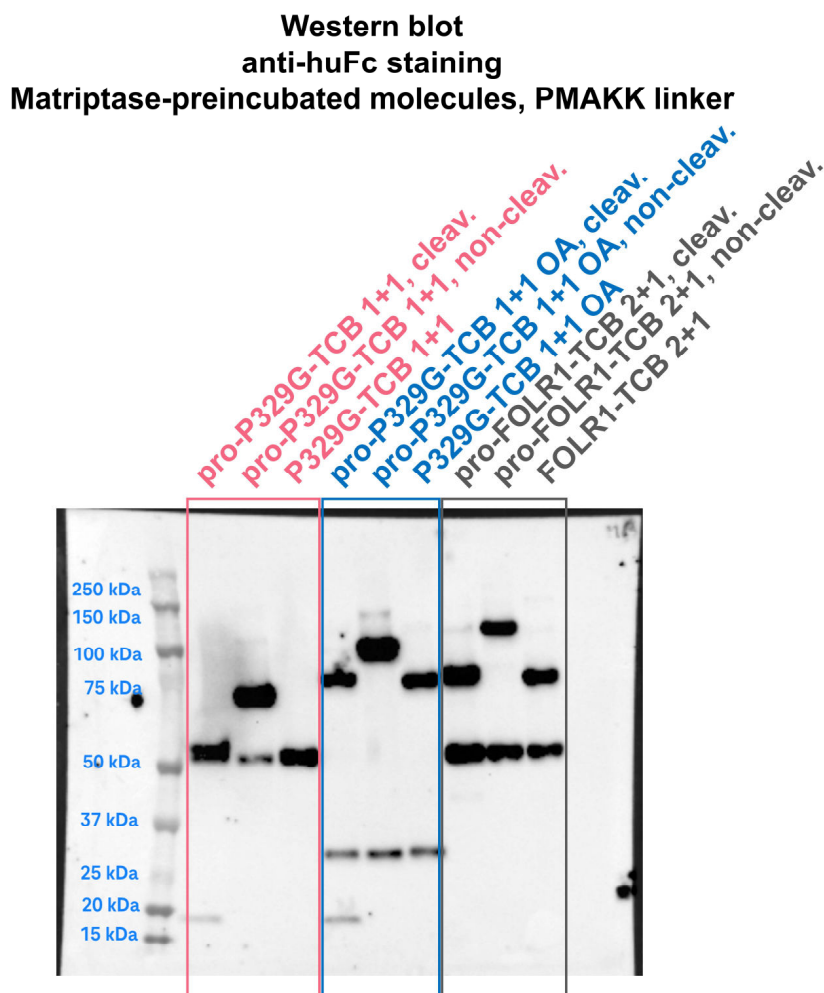 Western blot
anti-huFc staining
Matriptase-preincubated molecules, PMAKK linker
pro-P329G-TCB 1+1, cleav.
pro-P329G-TCB 1+1, non-cleav.
P329G-TCB 1+1
pro-P329G-TCB 1+1 OA, cleav.
pro-P329G-TCB 1+1 OA, non-cleav.
P329G-TCB 1+1 OA
pro-FOLR1-TCB 2+1, cleav.
pro-FOLR1-TCB 2+1, non-cleav.
FOLR1-TCB 2+1
250 kDa
150 kDa
100 kDa
75 kDa
50 kDa
37 kDa
25 kDa
20 kDa
15 kDa